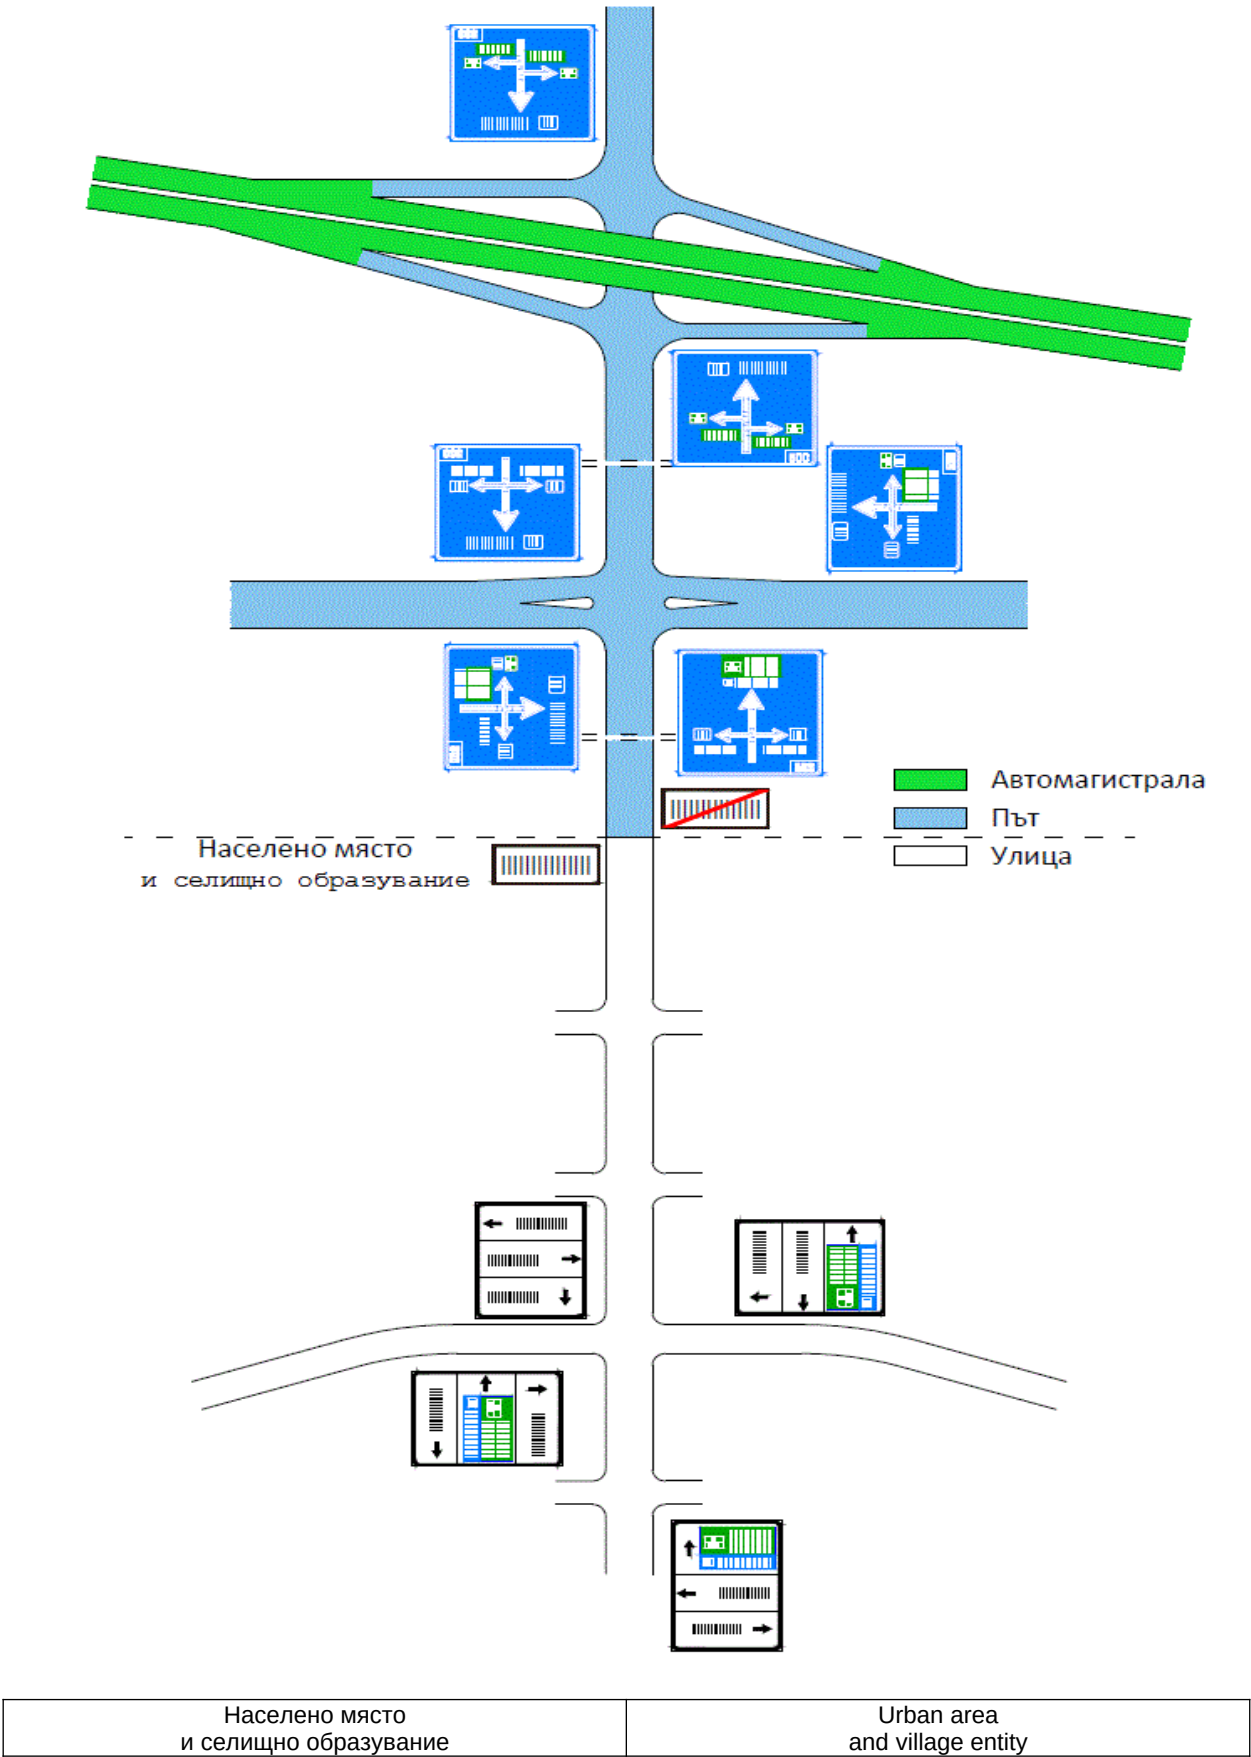 Автомагистрала
Път
Улица
Населено място
и селищно образувание
Населено място
и селищно образувание
Urban area
and village entity